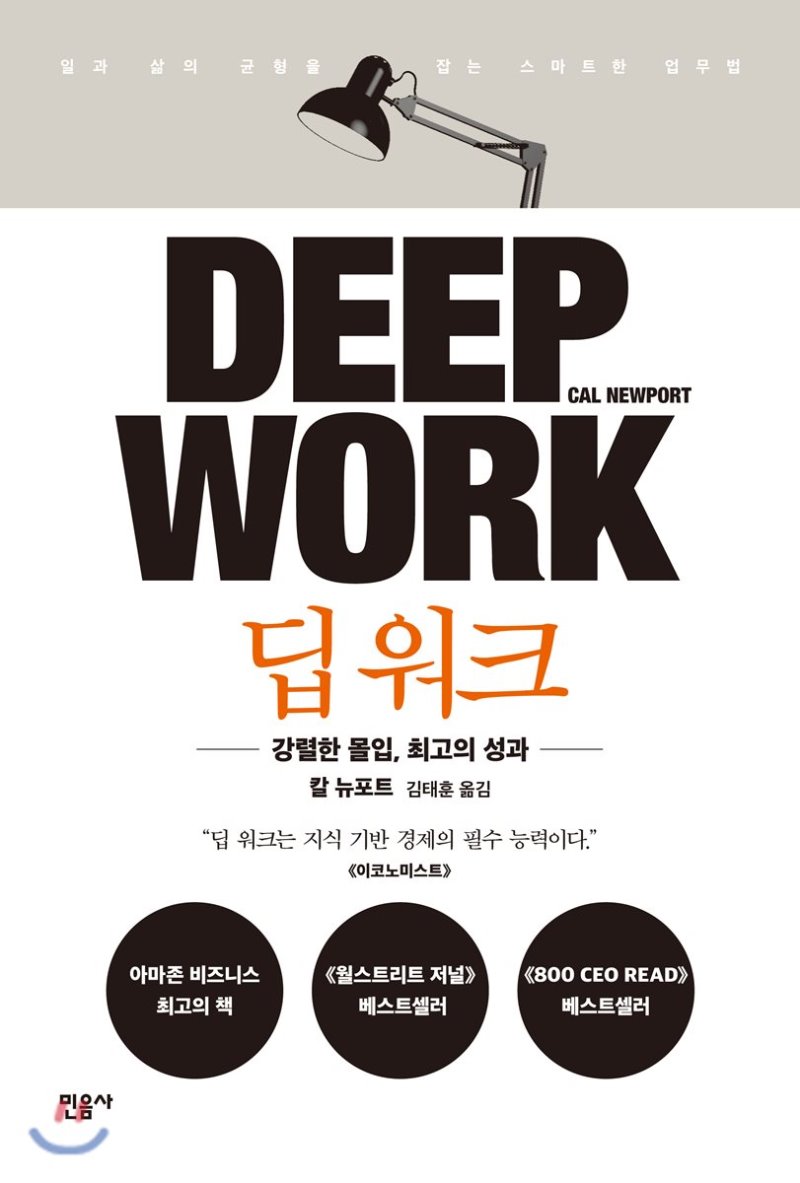 일과 삶의 균형을 잡는 스마트한 업무법
DEEP
CAL NEWPORT
WORK
딥 워크
강렬한 몰입, 최고의 성과
칼 뉴포트 김태훈 옮김
“딥 워크는 지식 기반 경제의 필수 능력이다.”
《이코노미스트》
아마존 비즈니스
최고의 책
《월스트리트 저널》
베스트셀러
《800 CEO READ》
베스트셀러
민음사